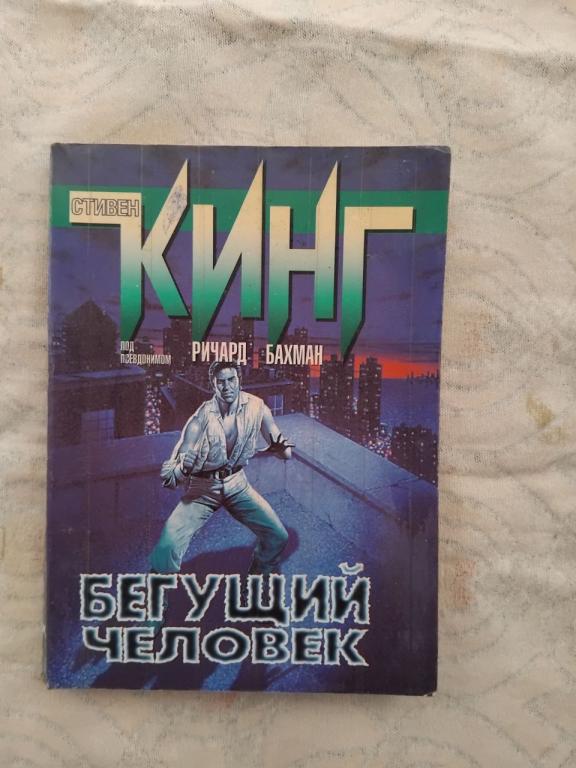 СТИВЕН
КИНГ
ПОД
ПСЕВДОНИМОМ
РИЧАРД БАХМАН
БЕГУЩИЙ
ЧЕЛОВЕК